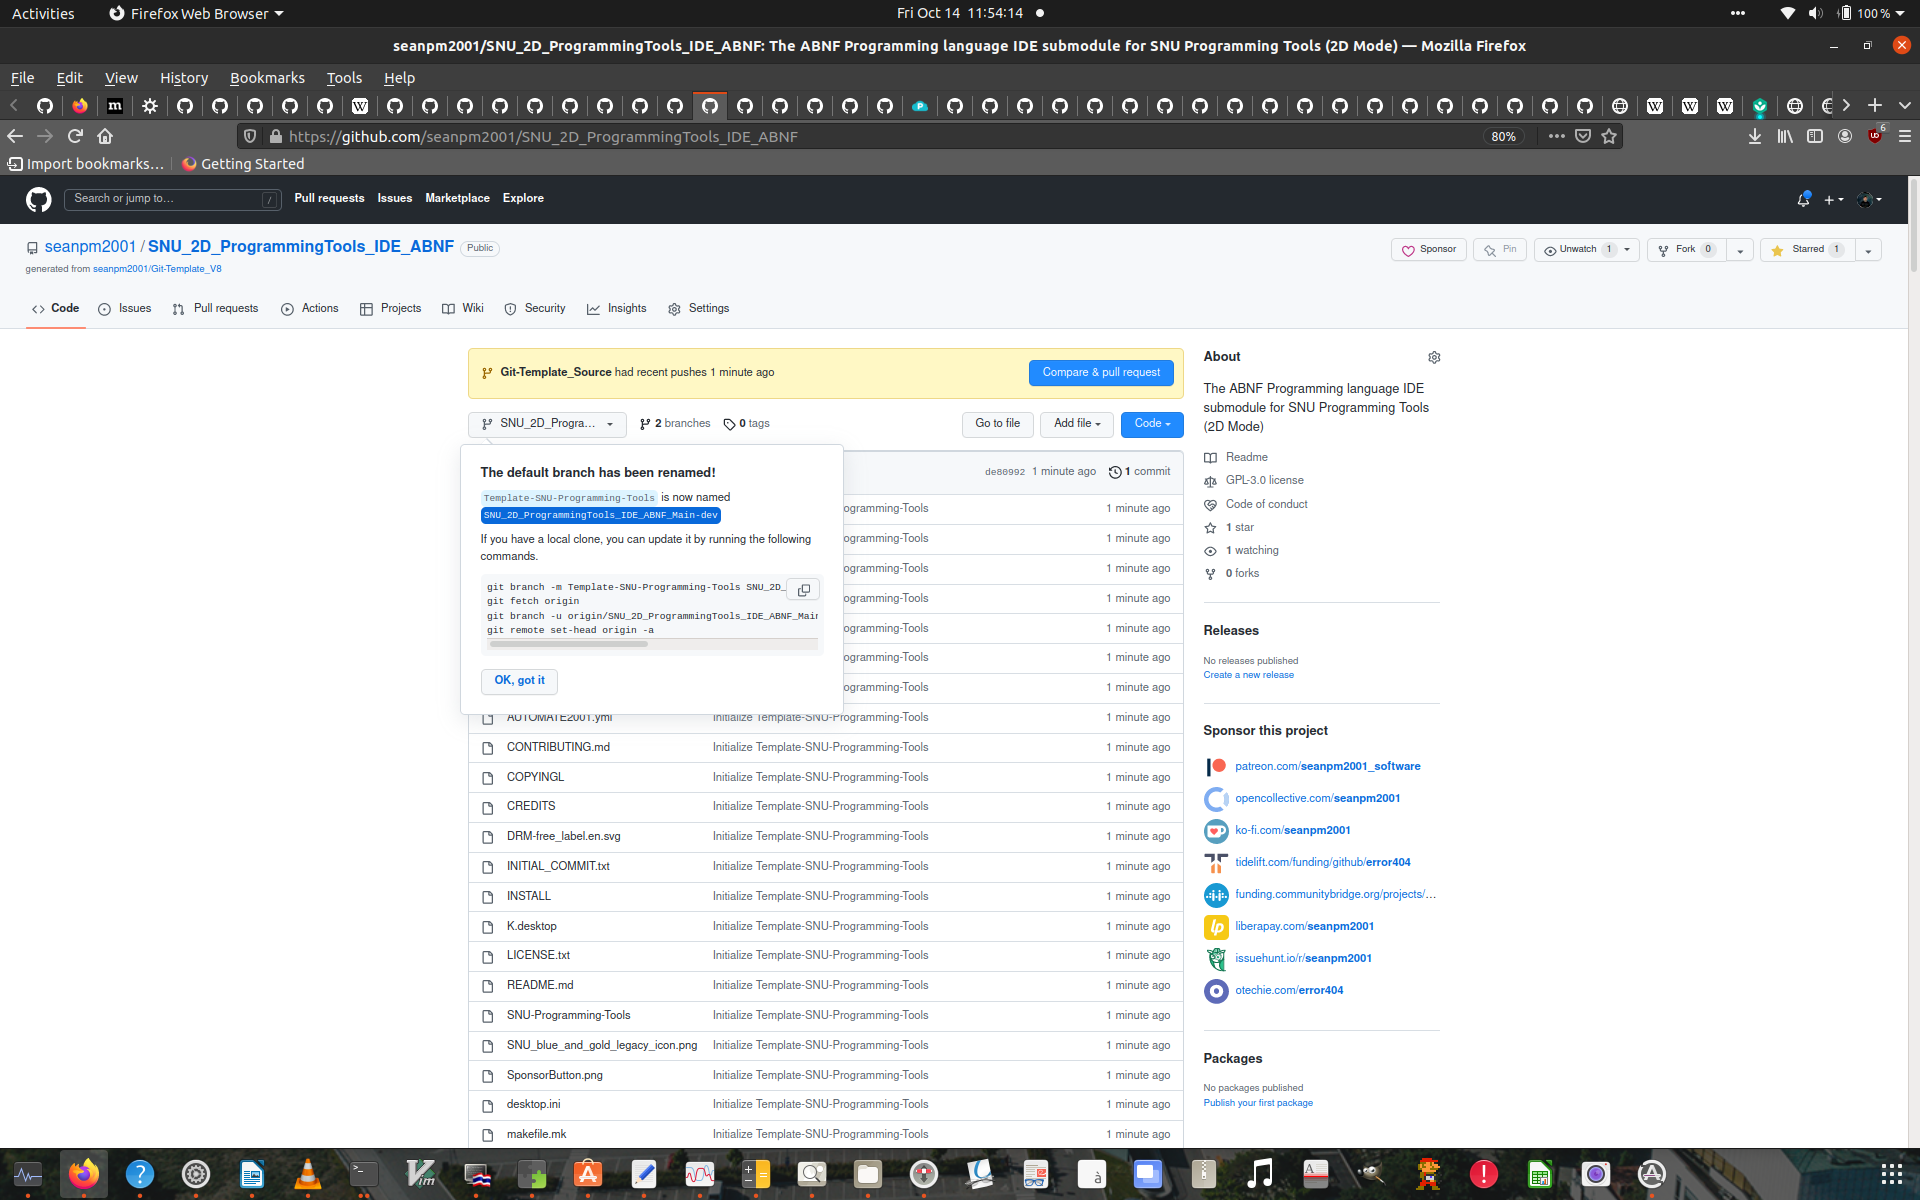 Activities
Firefox Web Browser
Fri Oct 14 11:54:14
100 %
seanpm2001/SNU_2D_ProgrammingTools_IDE_ABNF: The ABNF Programming language IDE submodule for SNU Programming Tools (2D Mode) — Mozilla Firefox
File Edit View History Bookmarks Tools Help
https://github.com/seanpm2001/SNU_2D_ProgrammingTools_IDE_ABNF
80%
6
Import bookmarks…
Getting Started
Search or jump to…
/
Pull requests Issues Marketplace Explore
seanpm2001 / SNU_2D_ProgrammingTools_IDE_ABNF
Public
generated from seanpm2001/Git-Template_V8
Sponsor
Pin
Unwatch 1
Fork 0
Starred 1
Code Issues Pull requests Actions Projects Wiki Security Insights Settings
Git-Template_Source had recent pushes 1 minute ago
Compare & pull request
SNU_2D_Progra...
2 branches
0 tags
Go to file
Add file
Code
The default branch has been renamed!
Template-SNU-Programming-Tools is now named
SNU_2D_ProgrammingTools_IDE_ABNF_Main-dev
If you have a local clone, you can update it by running the following
commands.
git branch -m Template-SNU-Programming-Tools SNU_2D_
git fetch origin
git branch -u origin/SNU_2D_ProgrammingTools_IDE_ABNF_Main
git remote set-head origin -a
OK, got it
de80992 1 minute ago
1 commit
ogramming-Tools 1 minute ago
ogramming-Tools 1 minute ago
ogramming-Tools 1 minute ago
ogramming-Tools 1 minute ago
ogramming-Tools 1 minute ago
ogramming-Tools 1 minute ago
ogramming-Tools 1 minute ago
AUTOMATE2001.yml Initialize Template-SNU-Programming-Tools 1 minute ago
CONTRIBUTING.md Initialize Template-SNU-Programming-Tools 1 minute ago
COPYINGL Initialize Template-SNU-Programming-Tools 1 minute ago
CREDITS Initialize Template-SNU-Programming-Tools 1 minute ago
DRM-free_label.en.svg Initialize Template-SNU-Programming-Tools 1 minute ago
INITIAL_COMMIT.txt Initialize Template-SNU-Programming-Tools 1 minute ago
INSTALL Initialize Template-SNU-Programming-Tools 1 minute ago
K.desktop Initialize Template-SNU-Programming-Tools 1 minute ago
LICENSE.txt Initialize Template-SNU-Programming-Tools 1 minute ago
README.md Initialize Template-SNU-Programming-Tools 1 minute ago
SNU-Programming-Tools Initialize Template-SNU-Programming-Tools 1 minute ago
SNU_blue_and_gold_legacy_icon.png Initialize Template-SNU-Programming-Tools 1 minute ago
SponsorButton.png Initialize Template-SNU-Programming-Tools 1 minute ago
desktop.ini Initialize Template-SNU-Programming-Tools 1 minute ago
makefile.mk Initialize Template-SNU-Programming-Tools 1 minute ago
About
The ABNF Programming language IDE
submodule for SNU Programming Tools
(2D Mode)
Readme
GPL-3.0 license
Code of conduct
1 star
1 watching
0 forks
Releases
No releases published
Create a new release
Sponsor this project
patreon.com/seanpm2001_software
opencollective.com/seanpm2001
ko-fi.com/seanpm2001
tidelift.com/funding/github/error404
funding.communitybridge.org/projects/…
liberapay.com/seanpm2001
issuehunt.io/r/seanpm2001
otechie.com/error404
Packages
No packages published
Publish your first package